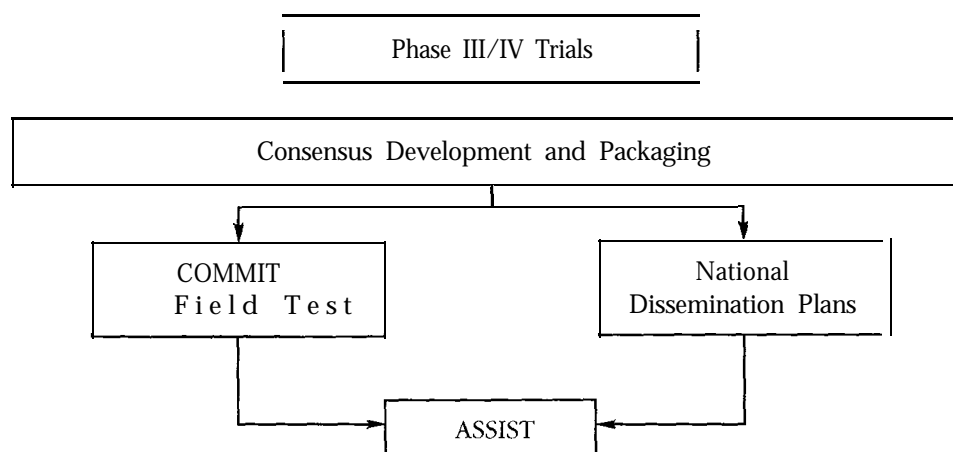 Phase III/IV Trials
Consensus Development and Packaging
COMMIT
Field Test
National
Dissemination Plans
ASSIST